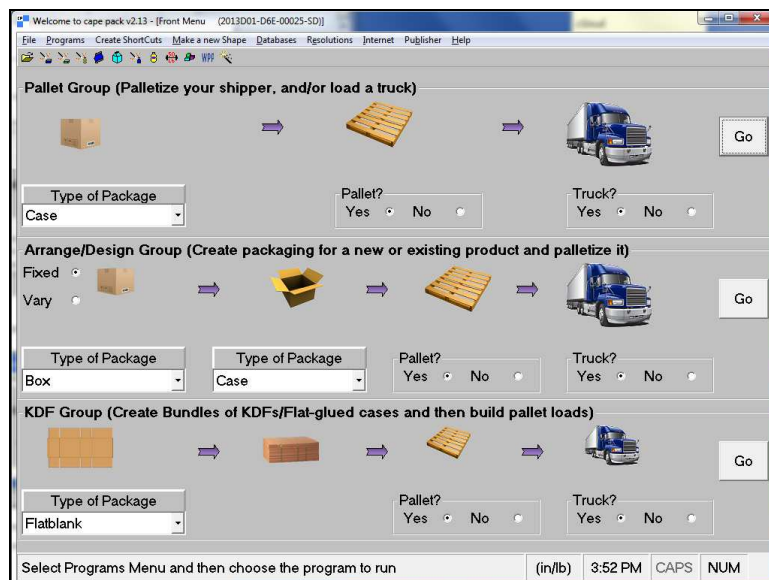 Welcome to cape pack v2.13 - [Front Menu (2013D01-D6E-00025-SD)]
File Programs Create ShortCuts Make a new Shape Databases Resolutions Internet Publisher Help
WPP
Pallet Group (Palletize your shipper, and/or load a truck)
Go
Type of Package Pallet? Truck?
Case Yes No Yes No
Arrange/Design Group (Create packaging for a new or existing product and palletize it)
Fixed
Vary
Go
Type of Package Type of Package Pallet? Truck?
Box Case Yes No Yes No
KDF Group (Create Bundles of KDFs/Flat-glued cases and then build pallet loads)
Go
Type of Package Pallet? Truck?
Flatblank Yes No Yes No
Select Programs Menu and then choose the program to run (in/lb) 3:52 PM CAPS NUM